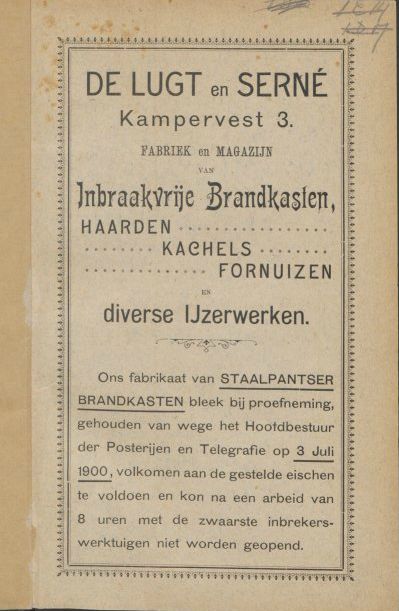 DE LUGT en SERNÉ
Kampervest 3.
FABRIEK en MAGAZIJN
VAN
Inbraakvrije Brandkasten,
HAARDEN
KACHELS
FORNUIZEN
EN
diverse IJzerwerken.
Ons fabrikaat van STAALPANTSER
BRANDKASTEN bleek bij proefneming,
gehouden van wege het Hoofdbestuur
der Posterijen en Telegrafie op 3 Juli
1900, volkomen aan de gestelde eischen
te voldoen en kon na een arbeid van
8 uren met de zwaarste inbrekers-
werktuigen niet worden geopend.